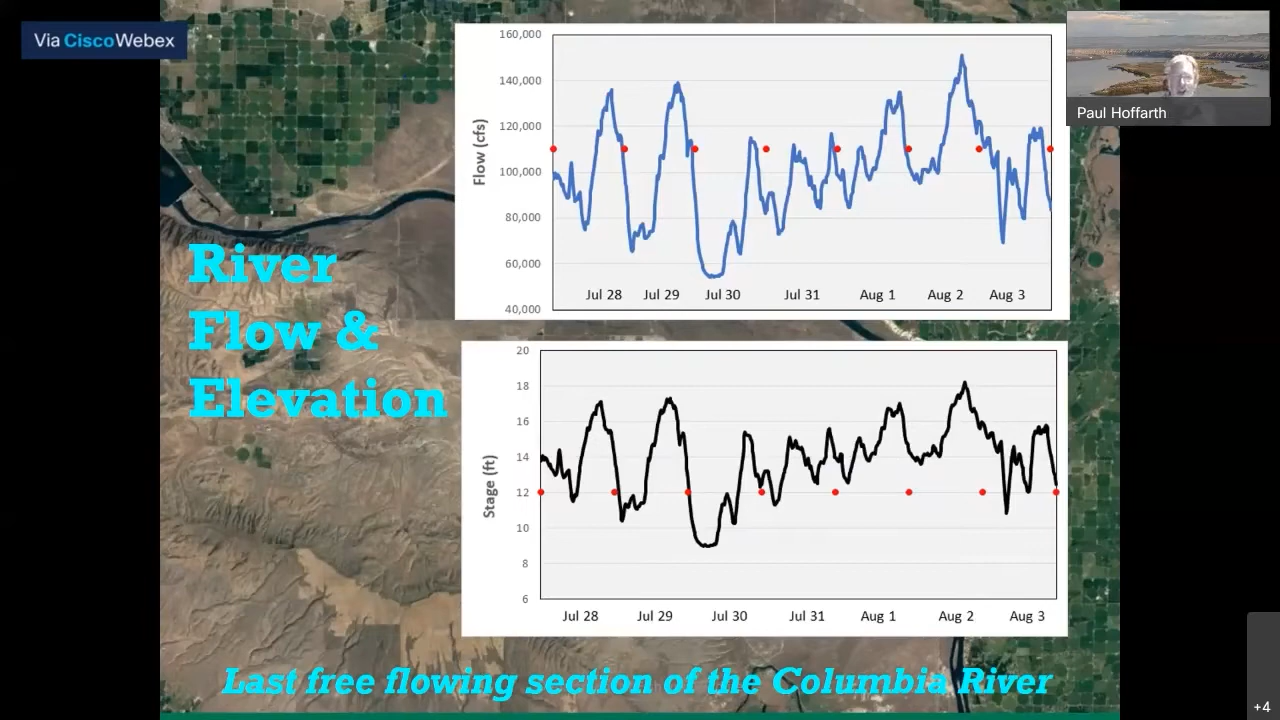 Via CiscoWebex
Paul Hoffarth
160,000
140,000
120,000
100,000
80,000
60,000
40,000
Flow (cfs)
Jul 28 Jul 29 Jul 30 Jul 31 Aug 1 Aug 2 Aug 3
River
Flow &
Elevation
20
18
16
14
12
10
8
6
Stage (ft)
Jul 28 Jul 29 Jul 30 Jul 31 Aug 1 Aug 2 Aug 3
Last free flowing section of the Columbia River
+4